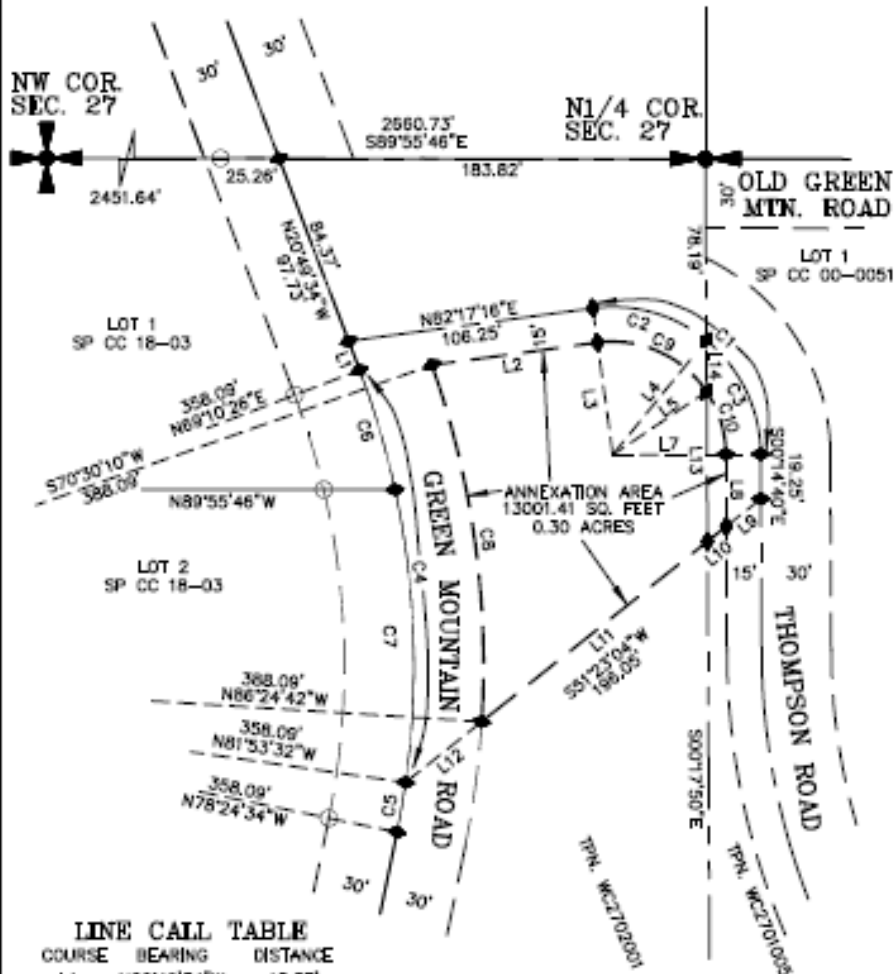 30'
30'
NW COR.
SEC. 27
N1/4 COR.
SEC. 27
2660.73'
S89°55'46"E
25.26'
183.82'
2451.64'
30'
OLD GREEN
MTN. ROAD
78.19'
LOT 1
SP CC 00-0051
84.37'
N20°49'34"W
97.73'
LOT 1
SP CC 18-03
N82°17'16"E
106.25'
15'
C2
C1
C9
L14
C3
L1
L2
L3
L4
L5
L7
C10
L13
358.09'
N69°10'26"E
S70°30'10"W
388.09'
C6
S00°14'40"E
19.25'
N89°55'46"W
GREEN MOUNTAIN ROAD
ANNEXATION AREA
13001.41 SQ. FEET
0.30 ACRES
L8
L9
L10
C8
C4
C7
LOT 2
SP CC 18-03
15'
30'
L11
S51°23'04"W
196.05'
THOMPSON ROAD
388.09'
N86°24'42"W
358.09'
N81°53'32"W
L12
S00°17'50"E
358.09'
N78°24'34"W
C5
30'
30'
TPN. WC2702001
TPN. WC2701005
LINE CALL TABLE
COURSE BEARING DISTANCE